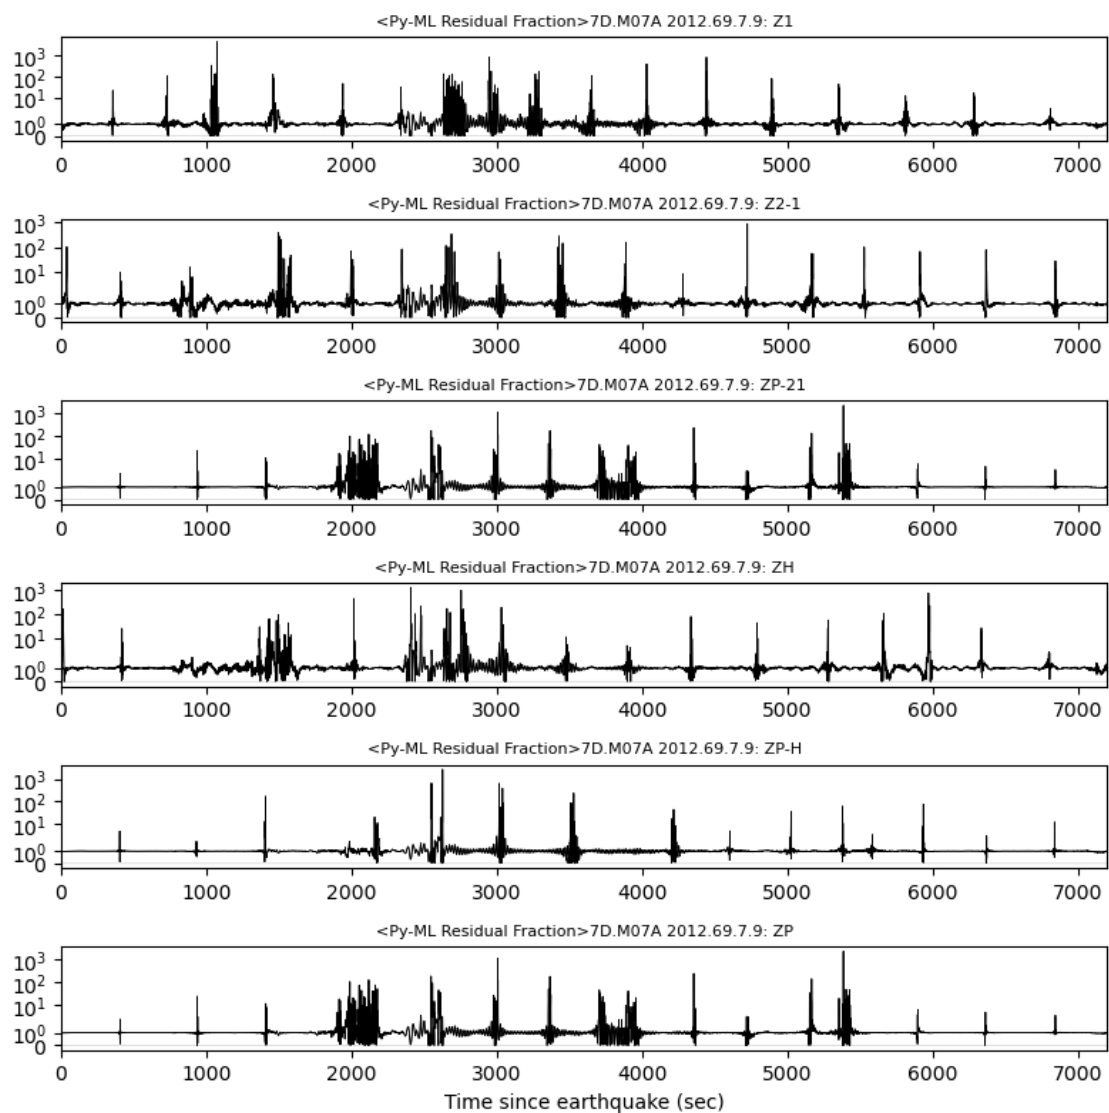 <Py-ML Residual Fraction>7D.M07A 2012.69.7.9: Z1
10³
10²
10¹
10⁰
0
0 1000 2000 3000 4000 5000 6000 7000
<Py-ML Residual Fraction>7D.M07A 2012.69.7.9: Z2-1
10³
10²
10¹
10⁰
0
0 1000 2000 3000 4000 5000 6000 7000
<Py-ML Residual Fraction>7D.M07A 2012.69.7.9: ZP-21
10³
10²
10¹
10⁰
0
0 1000 2000 3000 4000 5000 6000 7000
<Py-ML Residual Fraction>7D.M07A 2012.69.7.9: ZH
10³
10²
10¹
10⁰
0
0 1000 2000 3000 4000 5000 6000 7000
<Py-ML Residual Fraction>7D.M07A 2012.69.7.9: ZP-H
10³
10²
10¹
10⁰
0
0 1000 2000 3000 4000 5000 6000 7000
<Py-ML Residual Fraction>7D.M07A 2012.69.7.9: ZP
10³
10²
10¹
10⁰
0
0 1000 2000 3000 4000 5000 6000 7000
Time since earthquake (sec)